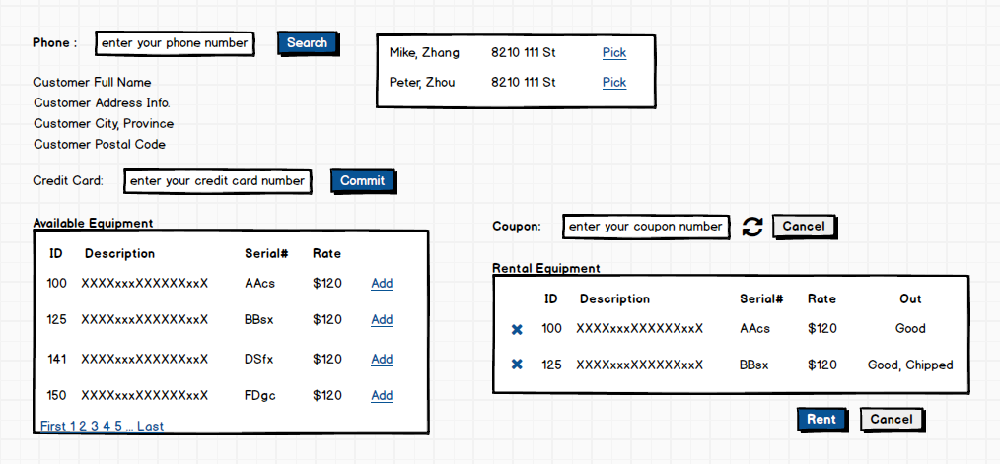 Phone : enter your phone number Search
Mike, Zhang 8210 111 St Pick
Peter, Zhou 8210 111 St Pick
Customer Full Name
Customer Address Info.
Customer City, Province
Customer Postal Code
Credit Card: enter your credit card number Commit
Available Equipment
ID Description Serial# Rate
100 XXXXxxxXXXXXXxxX AAcs $120 Add
125 XXXXxxxXXXXXXxxX BBsx $120 Add
141 XXXXxxxXXXXXXxxX DSfx $120 Add
150 XXXXxxxXXXXXXxxX FDgc $120 Add
First 1 2 3 4 5 ... Last
Coupon: enter your coupon number Cancel
Rental Equipment
ID Description Serial# Rate Out
100 XXXXxxxXXXXXXxxX AAcs $120 Good
125 XXXXxxxXXXXXXxxX BBsx $120 Good, Chipped
Rent Cancel